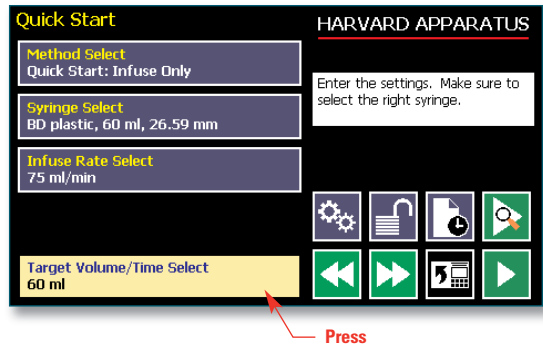 Quick Start
Method Select
Quick Start: Infuse Only
Syringe Select
BD plastic, 60 ml, 26.59 mm
Infuse Rate Select
75 ml/min
Target Volume/Time Select
60 ml
HARVARD APPARATUS
Enter the settings. Make sure to
select the right syringe.
Press